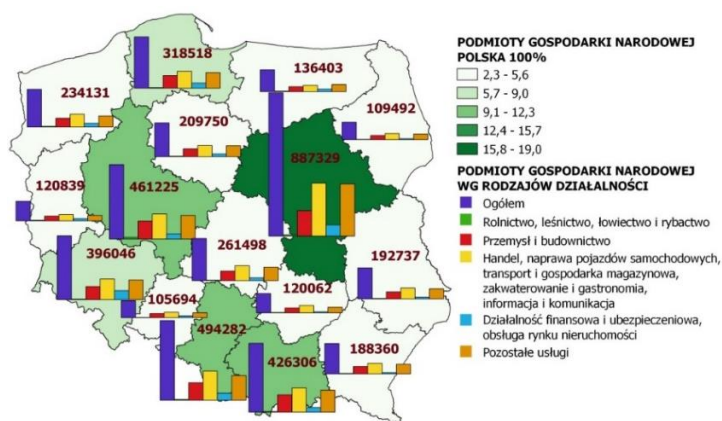 318518
136403
234131
109492
209750
887329
120839
461225
396046
261498
192737
105694
120062
494282
426306
188360
PODMIOTY GOSPODARKI NARODOWEJ
POLSKA 100%
2,3 - 5,6
5,7 - 9,0
9,1 - 12,3
12,4 - 15,7
15,8 - 19,0
PODMIOTY GOSPODARKI NARODOWEJ
WG RODZAJÓW DZIAŁALNOŚCI
Ogółem
Rolnictwo, leśnictwo, łowiectwo i rybactwo
Przemysł i budownictwo
Handel, naprawa pojazdów samochodowych,
transport i gospodarka magazynowa,
zakwaterowanie i gastronomia,
informacja i komunikacja
Działalność finansowa i ubezpieczeniowa,
obsługa rynku nieruchomości
Pozostałe usługi